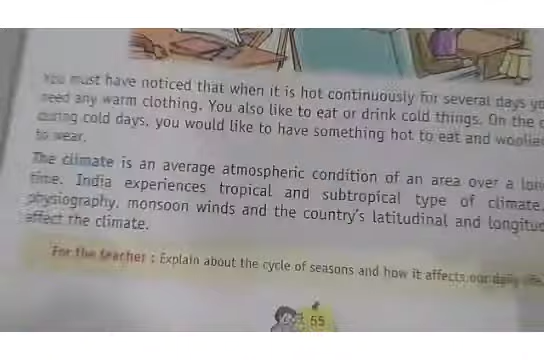 You must have noticed that when it is hot continuously for several days
need any warm clothing. You also like to eat or drink cold things. On the
during cold days, you would like to have something hot to eat and
to wear.
The climate is an average atmospheric condition of an area over a
time. India experiences tropical and subtropical type of climate.
physiography, monsoon winds and the country's latitudinal and
affect the climate.
For the teacher : Explain about the cycle of seasons and how it affects our daily life.
55